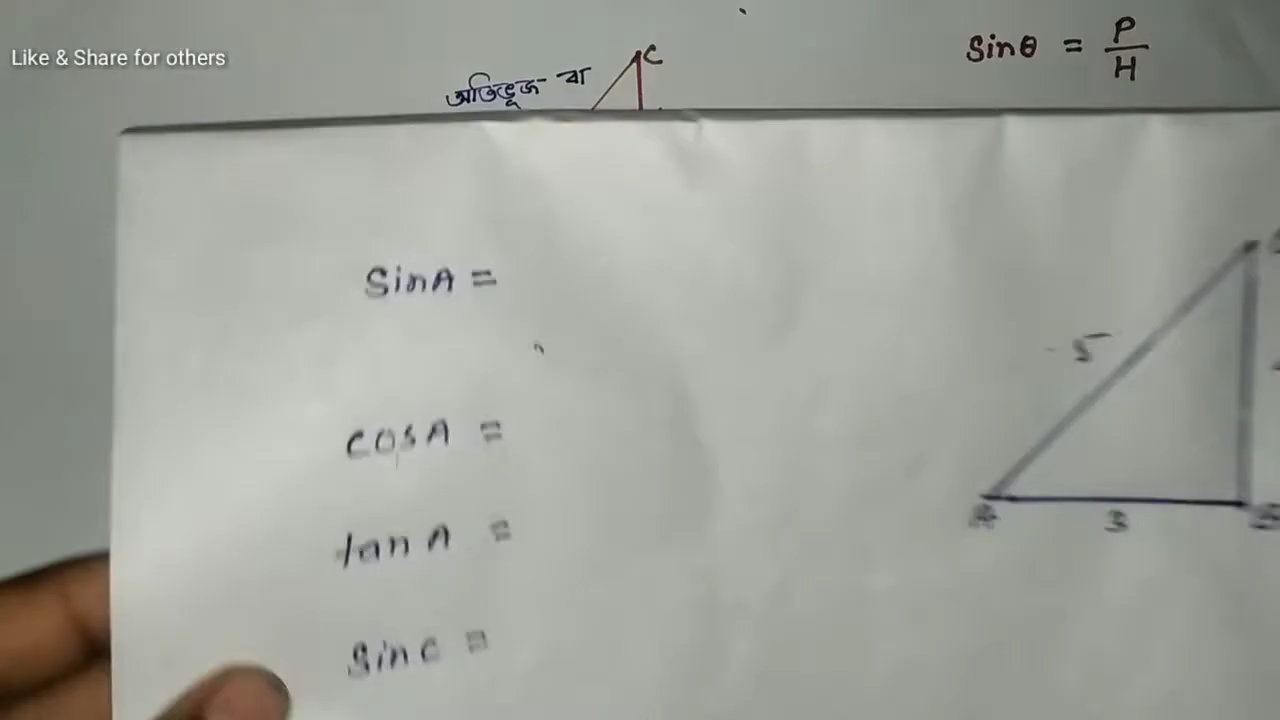 Like & Share for others
অতিভূজ বা
C
Sinθ = P/H
SinA =
5
cosA =
A
3
tanA =
Sinc =